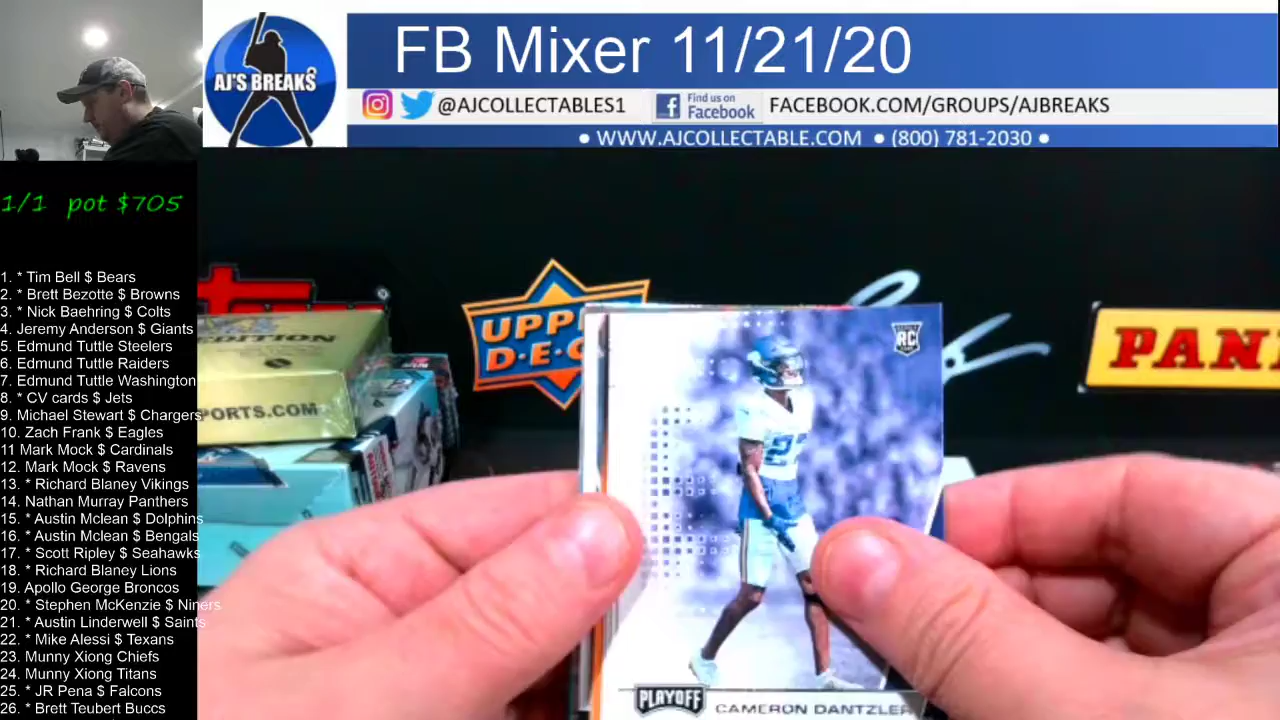 FB Mixer 11/21/20
AJ'S BREAKS
@AJCOLLECTABLES1
Find us on
Facebook
FACEBOOK.COM/GROUPS/AJBREAKS
• WWW.AJCOLLECTABLE.COM • (800) 781-2030 •
1/1 pot $705
1. * Tim Bell $ Bears
2. * Brett Bezotte $ Browns
3. * Nick Baehring $ Colts
4. Jeremy Anderson $ Giants
5. Edmund Tuttle Steelers
6. Edmund Tuttle Raiders
7. Edmund Tuttle Washington
8. * CV cards $ Jets
9. Michael Stewart $ Chargers
10. Zach Frank $ Eagles
11 Mark Mock $ Cardinals
12. Mark Mock $ Ravens
13. * Richard Blaney Vikings
14. Nathan Murray Panthers
15. * Austin Mclean $ Dolphins
16. * Austin Mclean $ Bengals
17. * Scott Ripley $ Seahawks
18. * Richard Blaney Lions
19. Apollo George Broncos
20. * Stephen McKenzie $ Niners
21. * Austin Linderwell $ Saints
22. * Mike Alessi $ Texans
23. Munny Xiong Chiefs
24. Munny Xiong Titans
25. * JR Pena $ Falcons
26. * Brett Teubert Buccs
EDITION
PORTS.COM
UPP
D·E·C
PAN
RC
PLAYOFF
CAMERON DANTZLER